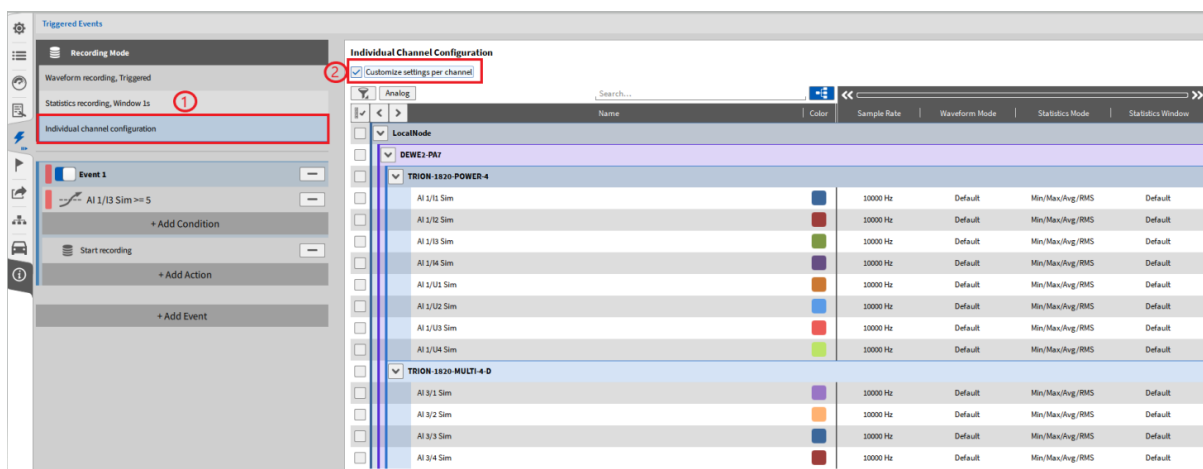 Triggered Events
Recording Mode
Waveform recording, Triggered
Statistics recording, Window 1s
1
Individual channel configuration
Event 1
AI 1/I3 Sim >= 5
+ Add Condition
Start recording
+ Add Action
+ Add Event
Individual Channel Configuration
2
Customize settings per channel
Analog Search...
Name Color Sample Rate Waveform Mode Statistics Mode Statistics Window
LocalNode
DEWE2-PA7
TRION-1820-POWER-4
AI 1/I1 Sim 10000 Hz Default Min/Max/Avg/RMS Default
AI 1/I2 Sim 10000 Hz Default Min/Max/Avg/RMS Default
AI 1/I3 Sim 10000 Hz Default Min/Max/Avg/RMS Default
AI 1/I4 Sim 10000 Hz Default Min/Max/Avg/RMS Default
AI 1/U1 Sim 10000 Hz Default Min/Max/Avg/RMS Default
AI 1/U2 Sim 10000 Hz Default Min/Max/Avg/RMS Default
AI 1/U3 Sim 10000 Hz Default Min/Max/Avg/RMS Default
AI 1/U4 Sim 10000 Hz Default Min/Max/Avg/RMS Default
TRION-1820-MULTI-4-D
AI 3/1 Sim 10000 Hz Default Min/Max/Avg/RMS Default
AI 3/2 Sim 10000 Hz Default Min/Max/Avg/RMS Default
AI 3/3 Sim 10000 Hz Default Min/Max/Avg/RMS Default
AI 3/4 Sim 10000 Hz Default Min/Max/Avg/RMS Default